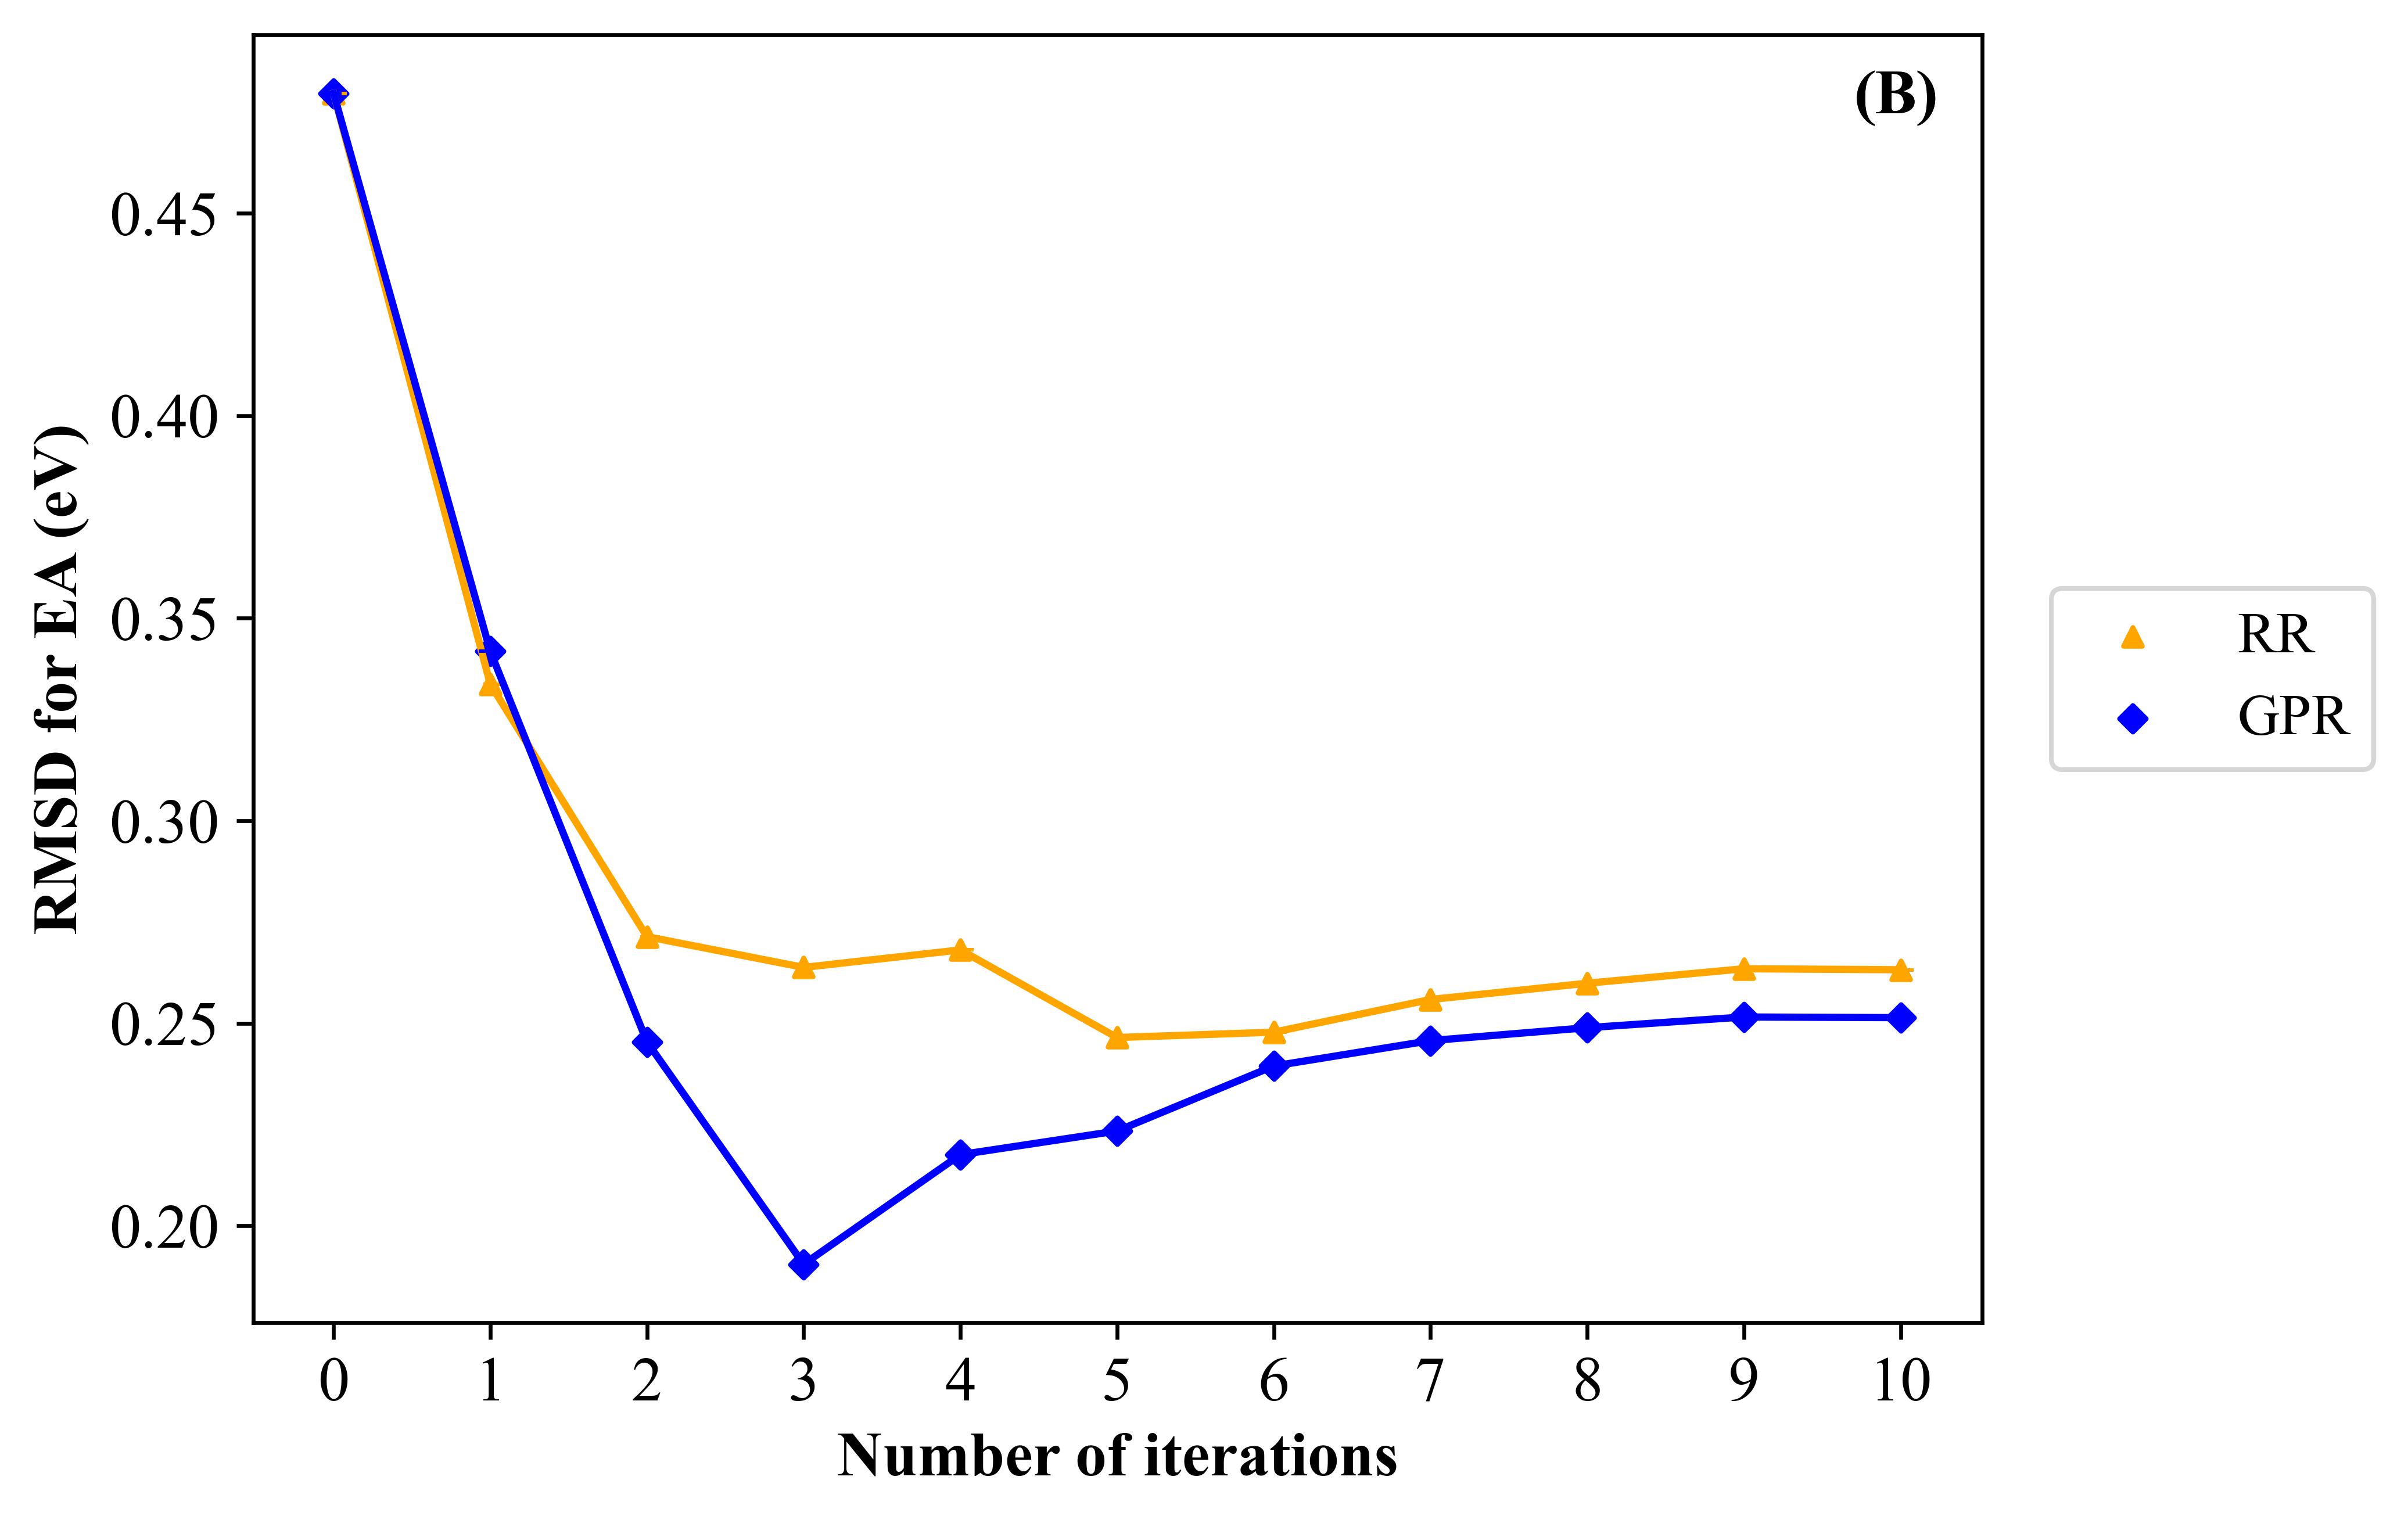 (B)
RMSD for EA (eV)
0.45
0.40
0.35
0.30
0.25
0.20
0 1 2 3 4 5 6 7 8 9 10
Number of iterations
RR
GPR